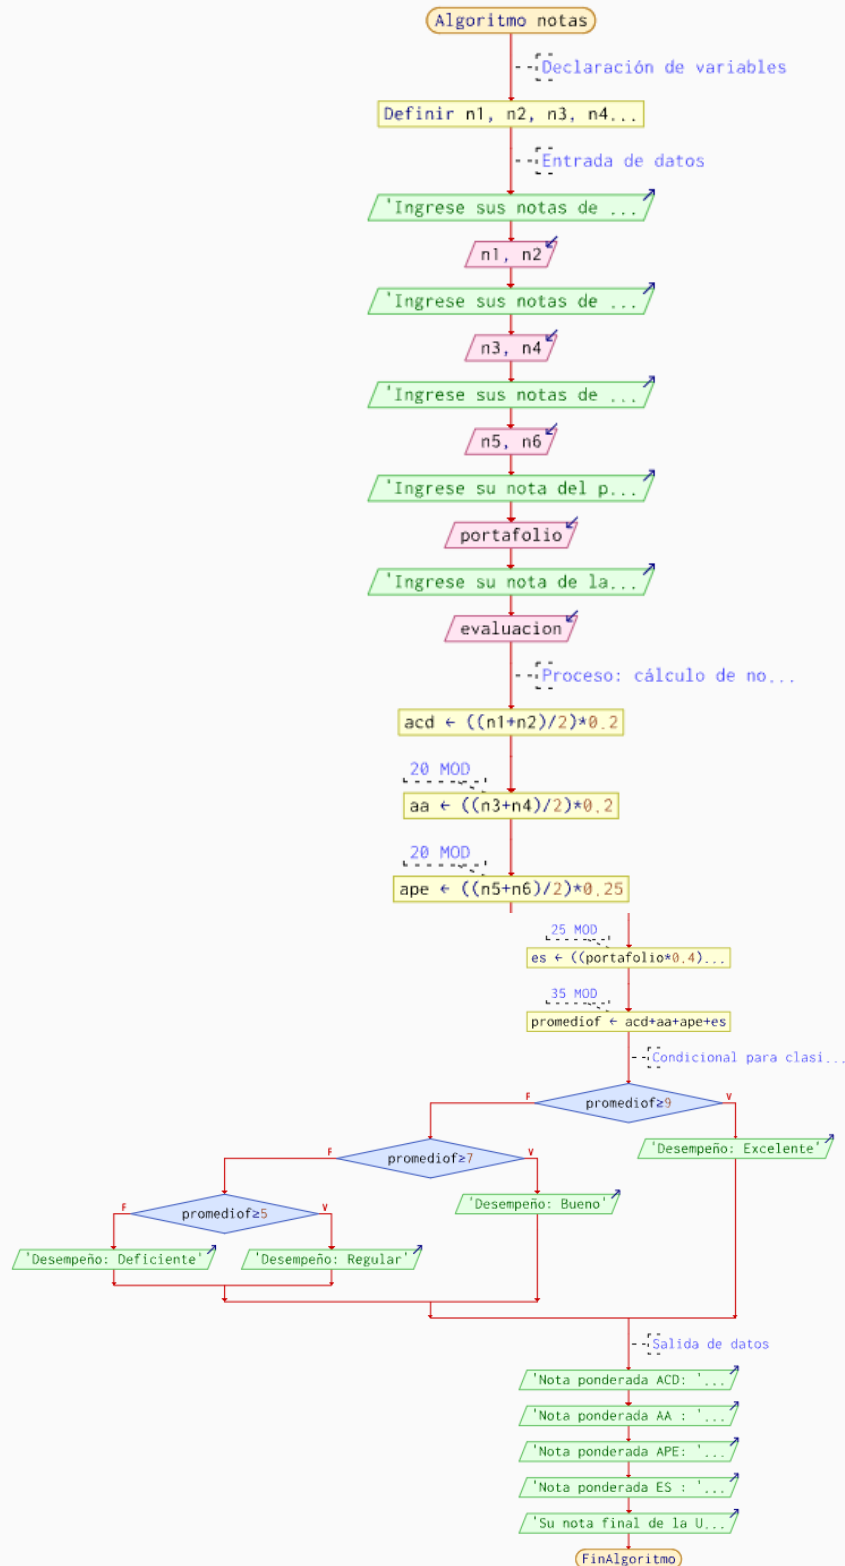 Algoritmo notas
Declaración de variables
Definir n1, n2, n3, n4...
Entrada de datos
'Ingrese sus notas de ...
n1, n2
'Ingrese sus notas de ...
n3, n4
'Ingrese sus notas de ...
n5, n6
'Ingrese su nota del p...
portafolio
'Ingrese su nota de la...
evaluacion
Proceso: cálculo de no...
acd ← ((n1+n2)/2)*0.2
20 MOD
aa ← ((n3+n4)/2)*0.2
20 MOD
ape ← ((n5+n6)/2)*0.25
25 MOD
es ← ((portafolio*0.4)...
35 MOD
promediof ← acd+aa+ape+es
Condicional para clasi...
F promediof≥9 V
'Desempeño: Excelente'
F promediof≥7 V
'Desempeño: Bueno'
F promediof≥5 V
'Desempeño: Deficiente' 'Desempeño: Regular'
Salida de datos
'Nota ponderada ACD: '...
'Nota ponderada AA : '...
'Nota ponderada APE: '...
'Nota ponderada ES : '...
'Su nota final de la U...
FinAlgoritmo